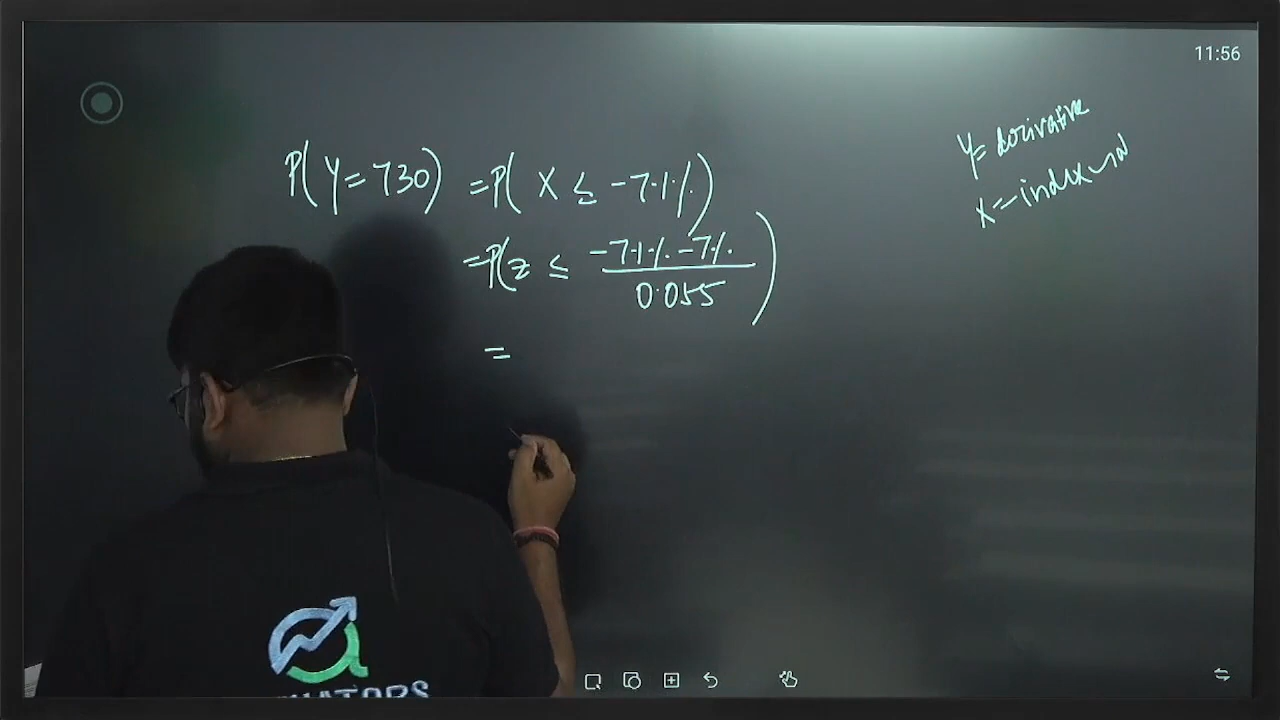 11:56
P(Y=730) = P(X ≤ -7.1%)
= P(z ≤ (-7.1% - 7%) / 0.055)
=
Y = derivative
X = index